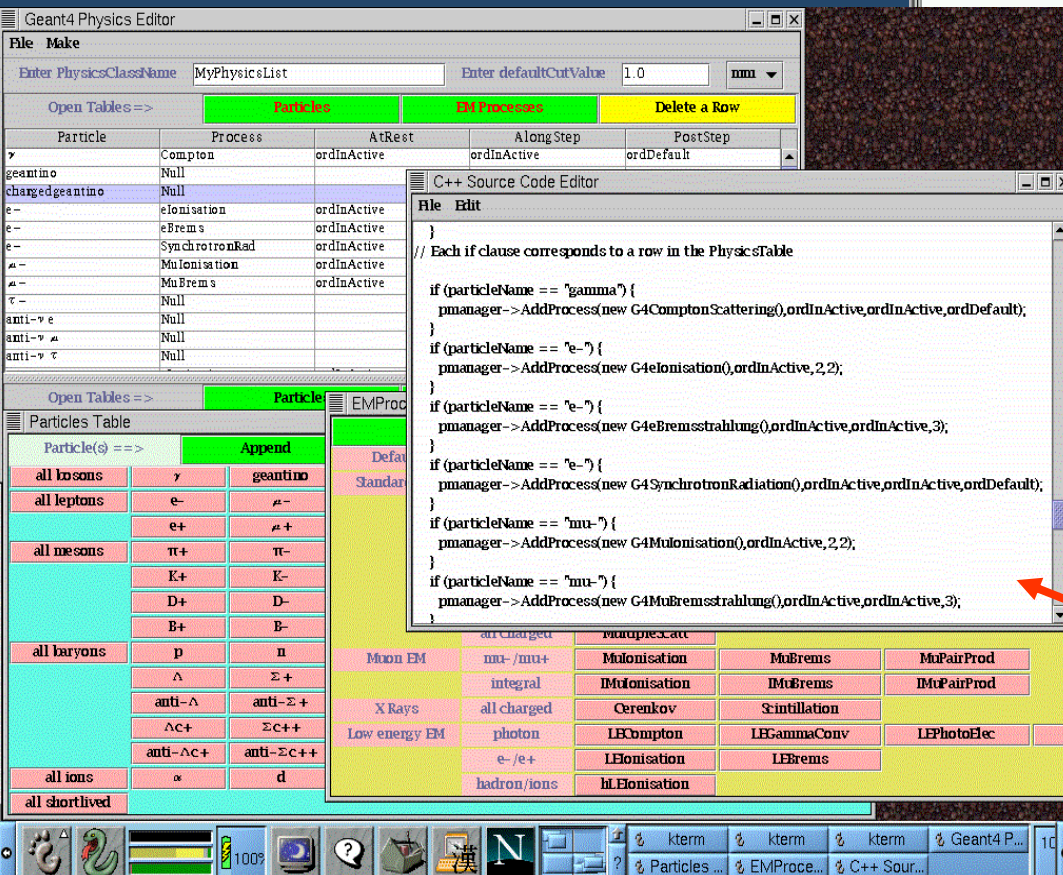 Geant4 Physics Editor
File Make
Enter PhysicsClassName MyPhysicsList Enter defaultCutValue 1.0 mm
Open Tables => Particles EM Processes Delete a Row
Particle Process AtRest AlongStep PostStep
γ Compton ordInActive ordInActive ordDefault
geantino Null
chargedgeantino Null
e- eIonisation ordInActive
e- eBrems ordInActive
e- SynchrotronRad ordInActive
μ- MuIonisation ordInActive
μ- MuBrems ordInActive
τ- Null
anti-ν e Null
anti-ν μ Null
anti-ν τ Null
Open Tables =>
C++ Source Code Editor
File Edit
}
// Each if clause corresponds to a row in the PhysicsTable
if (particleName == "gamma") {
pmanager->AddProcess(new G4ComptonScattering(),ordInActive,ordInActive,ordDefault);
}
if (particleName == "e-") {
pmanager->AddProcess(new G4eIonisation(),ordInActive,2,2);
}
if (particleName == "e-") {
pmanager->AddProcess(new G4eBremsstrahlung(),ordInActive,ordInActive,3);
}
if (particleName == "e-") {
pmanager->AddProcess(new G4SynchrotronRadiation(),ordInActive,ordInActive,ordDefault);
}
if (particleName == "mu-") {
pmanager->AddProcess(new G4MuIonisation(),ordInActive,2,2);
}
if (particleName == "mu-") {
pmanager->AddProcess(new G4MuBremsstrahlung(),ordInActive,ordInActive,3);
}
Particles Table
Particle(s) ==> Append
all bosons γ geantino
all leptons e- μ-
e+ μ+
all mesons π+ π-
K+ K-
D+ D-
B+ B-
all baryons p n
Λ Σ+
anti-Λ anti-Σ+
Λc+ Σc++
anti-Λc+ anti-Σc++
all ions α d
all shortlived
EMProc
Defau
Standar
all charged MultipleScatt
Muon EM mu-/mu+ MuIonisation MuBrems MuPairProd
integral IMuIonisation IMuBrems IMuPairProd
X Rays all charged Cerenkov Scintillation
Low energy EM photon LECompton LEGammaConv LEPhotoElec
e-/e+ LEIonisation LEBrems
hadron/ions hLEIonisation
100%
?
漢
N
?
kterm kterm kterm Geant4 P...
Particles ... EMProce... C++ Sour...